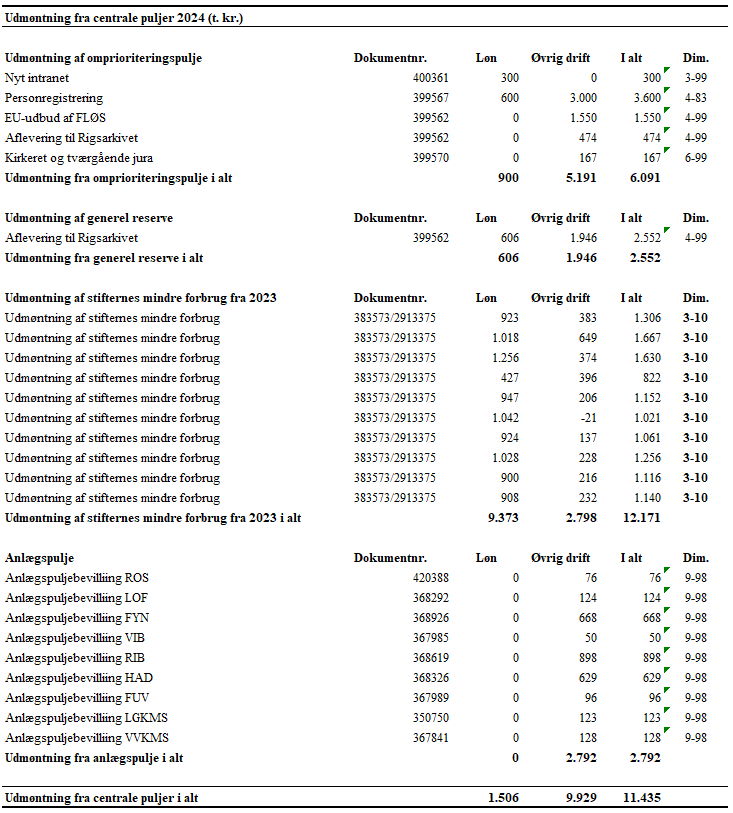 Udmøntning fra centrale puljer 2024 (t. kr.)
Udmøntning af omprioriteringspulje Dokumentnr. Løn Øvrig drift I alt Dim.
Nyt intranet 400361 300 0 300 3-99
Personregistrering 399567 600 3.000 3.600 4-83
EU-udbud af FLØS 399562 0 1.550 1.550 4-99
Aflevering til Rigsarkivet 399562 0 474 474 4-99
Kirkeret og tværgående jura 399570 0 167 167 6-99
Udmøntning fra omprioriteringspulje i alt 900 5.191 6.091
Udmøntning af generel reserve Dokumentnr. Løn Øvrig drift I alt Dim.
Aflevering til Rigsarkivet 399562 606 1.946 2.552 4-99
Udmøntning fra generel reserve i alt 606 1.946 2.552
Udmøntning af stifternes mindre forbrug fra 2023 Dokumentnr. Løn Øvrig drift I alt Dim.
Udmøntning af stifternes mindre forbrug 383573/2913375 923 383 1.306 3-10
Udmøntning af stifternes mindre forbrug 383573/2913375 1.018 649 1.667 3-10
Udmøntning af stifternes mindre forbrug 383573/2913375 1.256 374 1.630 3-10
Udmøntning af stifternes mindre forbrug 383573/2913375 427 396 822 3-10
Udmøntning af stifternes mindre forbrug 383573/2913375 947 206 1.152 3-10
Udmøntning af stifternes mindre forbrug 383573/2913375 1.042 -21 1.021 3-10
Udmøntning af stifternes mindre forbrug 383573/2913375 924 137 1.061 3-10
Udmøntning af stifternes mindre forbrug 383573/2913375 1.028 228 1.256 3-10
Udmøntning af stifternes mindre forbrug 383573/2913375 900 216 1.116 3-10
Udmøntning af stifternes mindre forbrug 383573/2913375 908 232 1.140 3-10
Udmøntning af stifternes mindre forbrug fra 2023 i alt 9.373 2.798 12.171
Anlægspulje Dokumentnr. Løn Øvrig drift I alt Dim.
Anlægspuljebevilliing ROS 420388 0 76 76 9-98
Anlægspuljebevilliing LOF 368292 0 124 124 9-98
Anlægspuljebevilliing FYN 368926 0 668 668 9-98
Anlægspuljebevilliing VIB 367985 0 50 50 9-98
Anlægspuljebevilliing RIB 368619 0 898 898 9-98
Anlægspuljebevilliing HAD 368326 0 629 629 9-98
Anlægspuljebevilliing FUV 367989 0 96 96 9-98
Anlægspuljebevilliing LGKMS 350750 0 123 123 9-98
Anlægspuljebevilliing VVKMS 367841 0 128 128 9-98
Udmøntning fra anlægspulje i alt 0 2.792 2.792
Udmøntning fra centrale puljer i alt 1.506 9.929 11.435